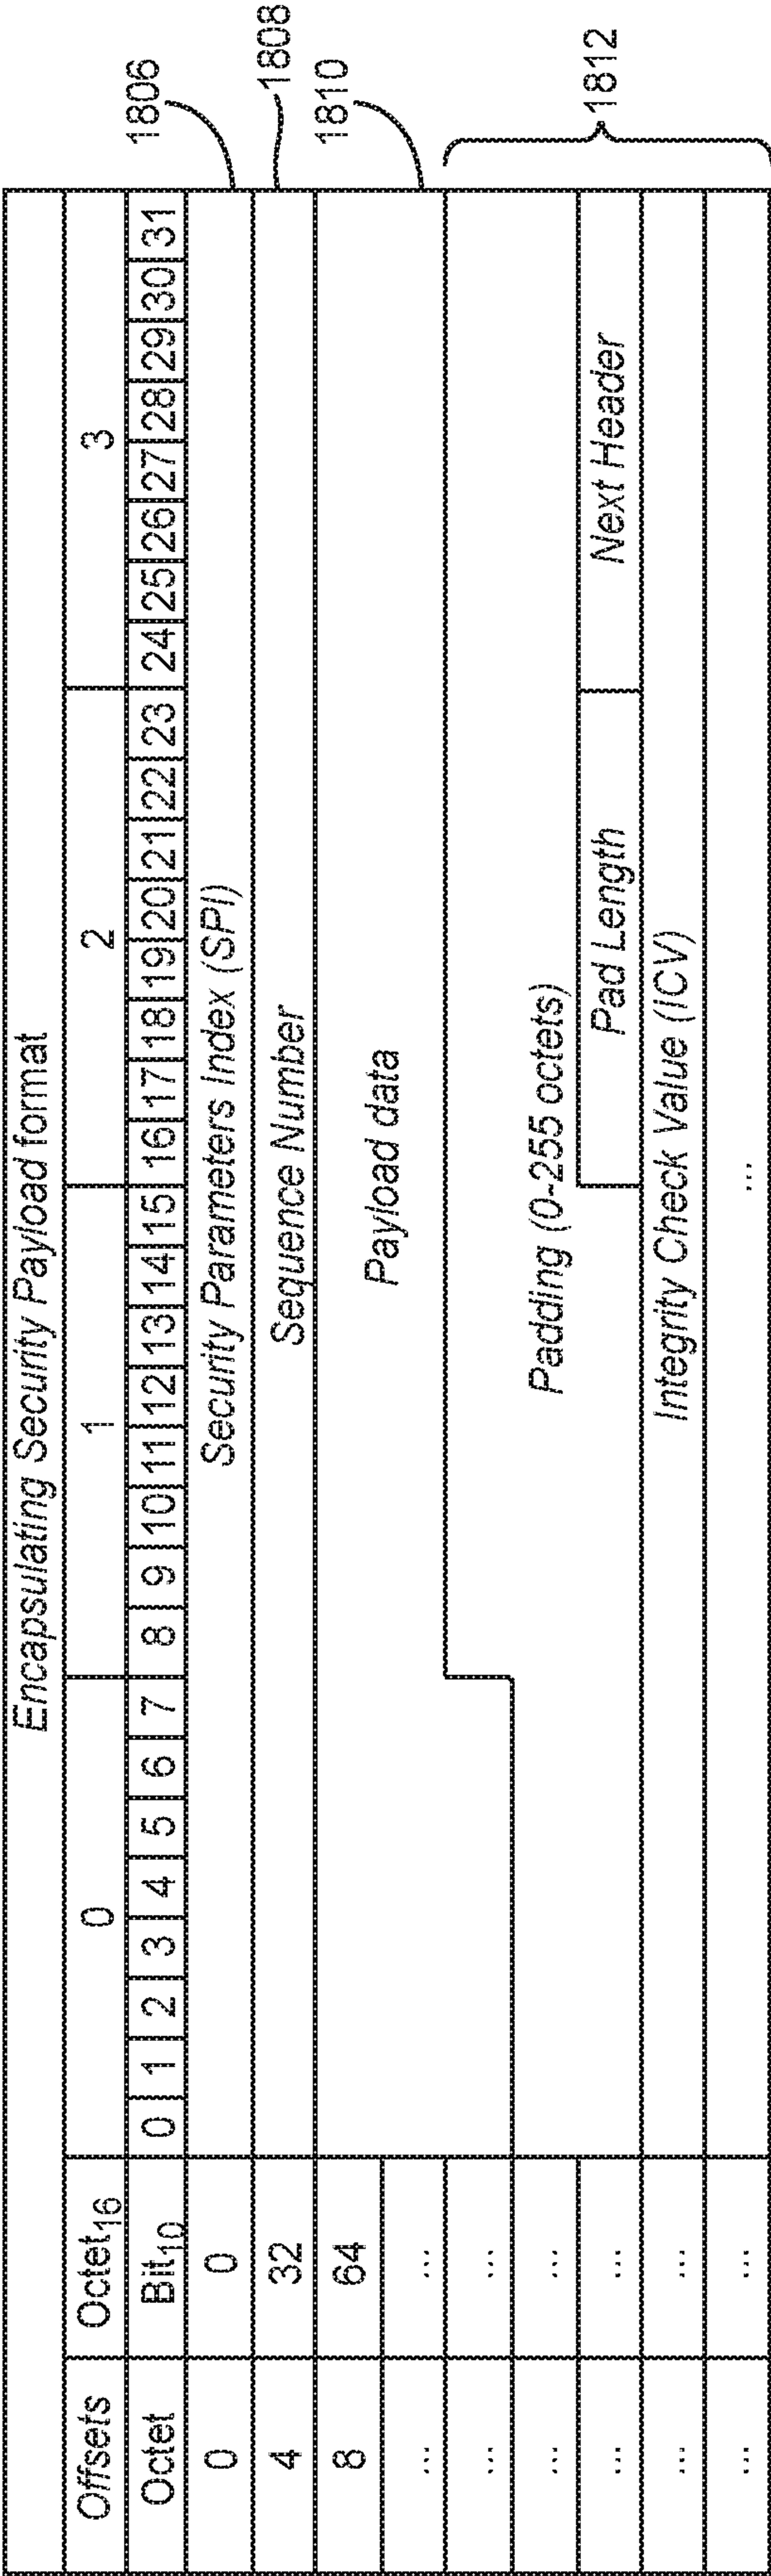 Encapsulating Security Payload format
Offsets Octet16 0 1 2 3
Octet Bit10 0 1 2 3 4 5 6 7 8 9 10 11 12 13 14 15 16 17 18 19 20 21 22 23 24 25 26 27 28 29 30 31
0 0 Security Parameters Index (SPI) 1806
4 32 Sequence Number 1808
8 64 Payload data 1810
... ...
... ...
... ... Padding (0-255 octets)
... ... Pad Length Next Header 1812
... ... Integrity Check Value (ICV)
... ... ...